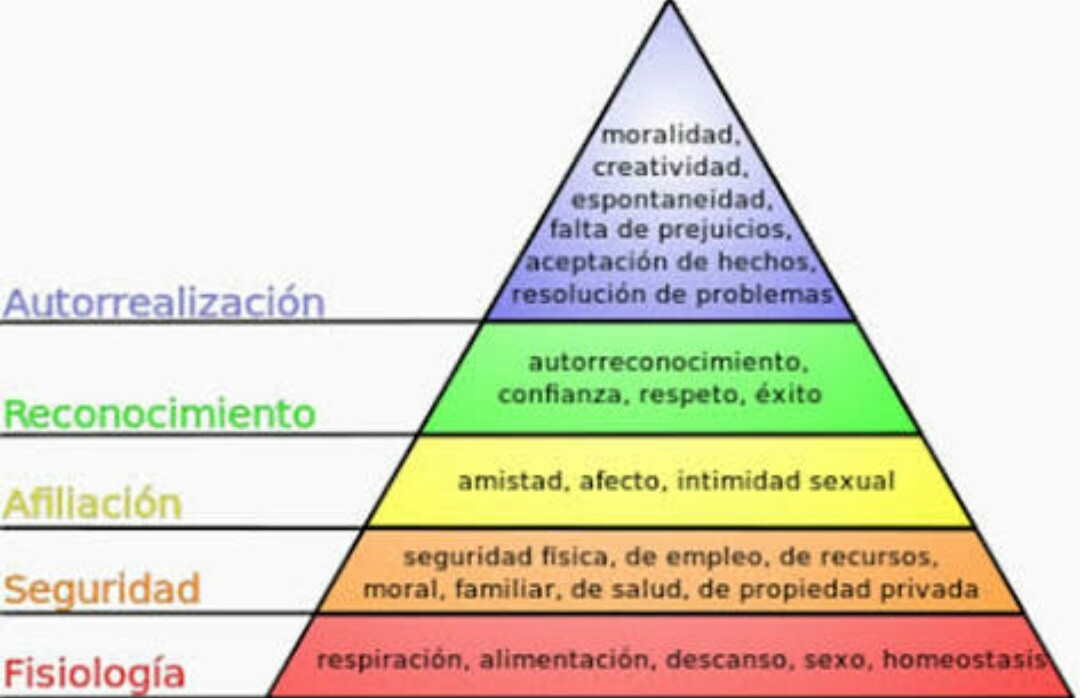 moralidad,
creatividad,
espontaneidad,
falta de prejuicios,
aceptación de hechos,
resolución de problemas
Autorrealización
autorreconocimiento,
confianza, respeto, éxito
Reconocimiento
amistad, afecto, intimidad sexual
Afiliación
seguridad física, de empleo, de recursos,
moral, familiar, de salud, de propiedad privada
Seguridad
respiración, alimentación, descanso, sexo, homeostasis
Fisiología